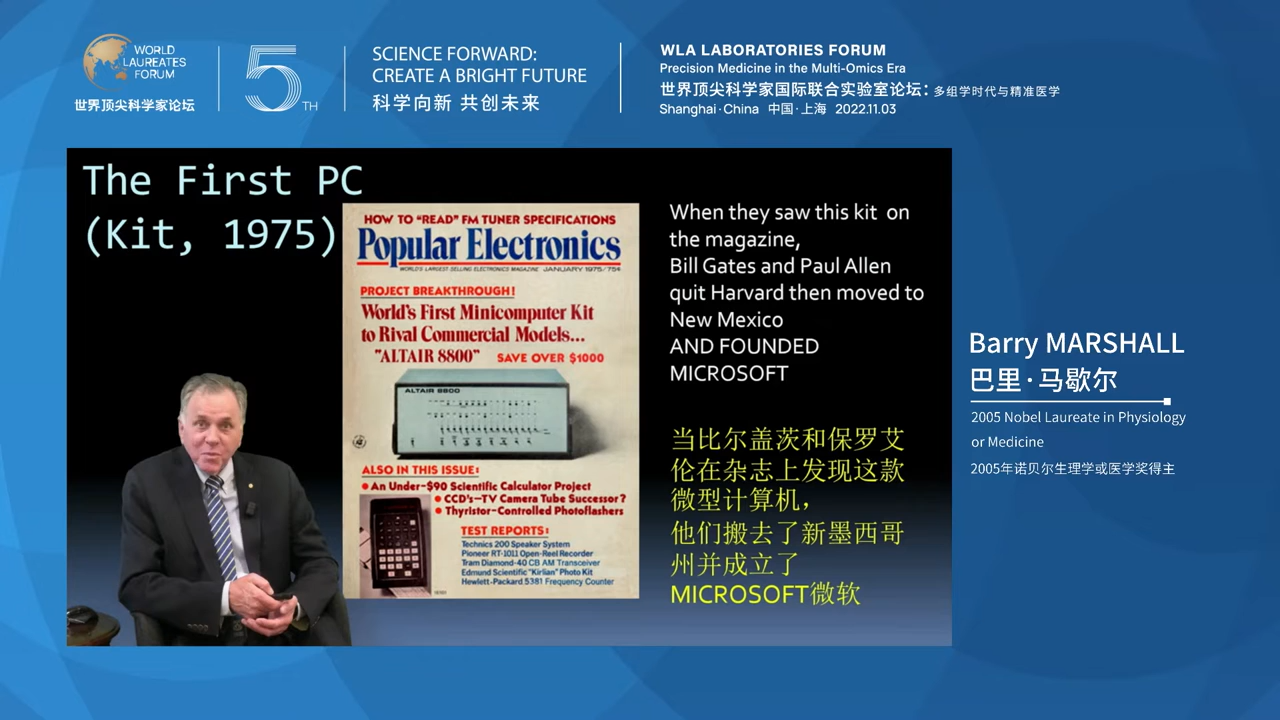 WORLD
LAUREATES
FORUM
世界顶尖科学家论坛
5TH
SCIENCE FORWARD:
CREATE A BRIGHT FUTURE
科学向新 共创未来
WLA LABORATORIES FORUM
Precision Medicine in the Multi-Omics Era
世界顶尖科学家国际联合实验室论坛：多组学时代与精准医学
Shanghai·China 中国·上海 2022.11.03
The First PC
(Kit, 1975)
HOW TO "READ" FM TUNER SPECIFICATIONS
Popular Electronics
WORLD'S LARGEST-SELLING ELECTRONICS MAGAZINE JANUARY 1975/75¢
PROJECT BREAKTHROUGH!
World's First Minicomputer Kit
to Rival Commercial Models...
"ALTAIR 8800" SAVE OVER $1000
ALTAIR 8800
ALSO IN THIS ISSUE:
● An Under-$90 Scientific Calculator Project
● CCD's—TV Camera Tube Successor?
● Thyristor-Controlled Photoflashers
TEST REPORTS:
Technics 200 Speaker System
Pioneer RT-1011 Open-Reel Recorder
Tram Diamond-40 CB AM Transceiver
Edmund Scientific "Kirlian" Photo Kit
Hewlett-Packard 5381 Frequency Counter
When they saw this kit on
the magazine,
Bill Gates and Paul Allen
quit Harvard then moved to
New Mexico
AND FOUNDED
MICROSOFT
当比尔盖茨和保罗艾
伦在杂志上发现这款
微型计算机，
他们搬去了新墨西哥
州并成立了
MICROSOFT微软
Barry MARSHALL
巴里·马歇尔
2005 Nobel Laureate in Physiology
or Medicine
2005年诺贝尔生理学或医学奖得主